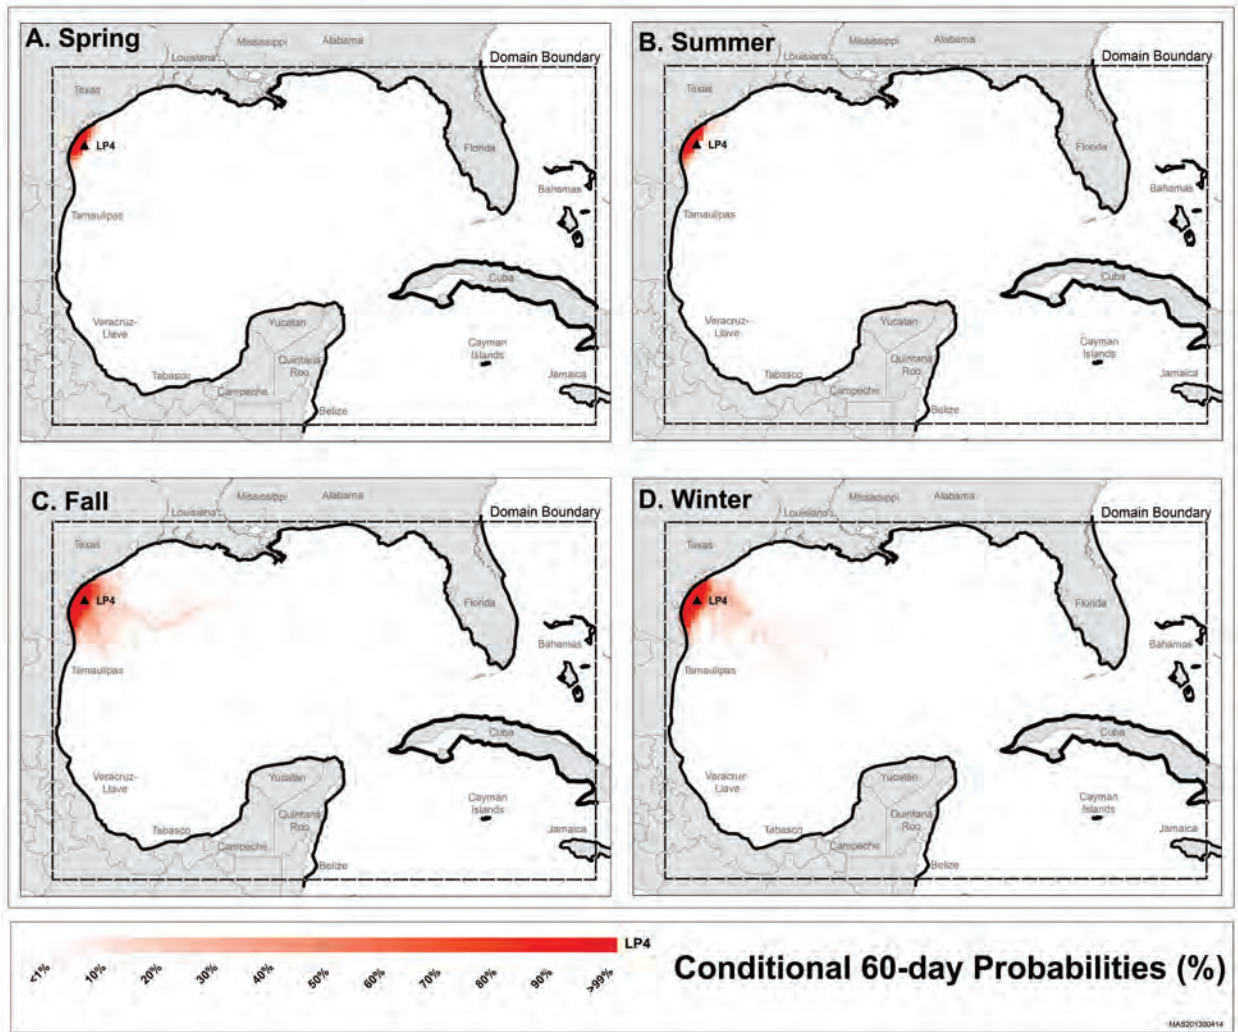 A. Spring
Mississippi
Alabama
Louisiana
Domain Boundary
Texas
LP4
Florida
Bahamas
Tamaulipas
Cuba
Veracruz-
Llave
Yucatan
Cayman
Islands
Quintana
Roo
Tabasco
Campeche
Jamaica
Belize
B. Summer
Mississippi
Alabama
Louisiana
Domain Boundary
Texas
LP4
Florida
Bahamas
Tamaulipas
Cuba
Veracruz-
Llave
Yucatan
Cayman
Islands
Quintana
Roo
Tabasco
Campeche
Jamaica
Belize
C. Fall
Mississippi
Alabama
Louisiana
Domain Boundary
Texas
LP4
Florida
Bahamas
Tamaulipas
Cuba
Veracruz-
Llave
Yucatan
Cayman
Islands
Quintana
Roo
Tabasco
Campeche
Jamaica
Belize
D. Winter
Mississippi
Alabama
Louisiana
Domain Boundary
Texas
LP4
Florida
Bahamas
Tamaulipas
Cuba
Veracruz-
Llave
Yucatan
Cayman
Islands
Quintana
Roo
Tabasco
Campeche
Jamaica
Belize
LP4
<1% 10% 20% 30% 40% 50% 60% 70% 80% 90% >99%
Conditional 60-day Probabilities (%)
MAS201300414